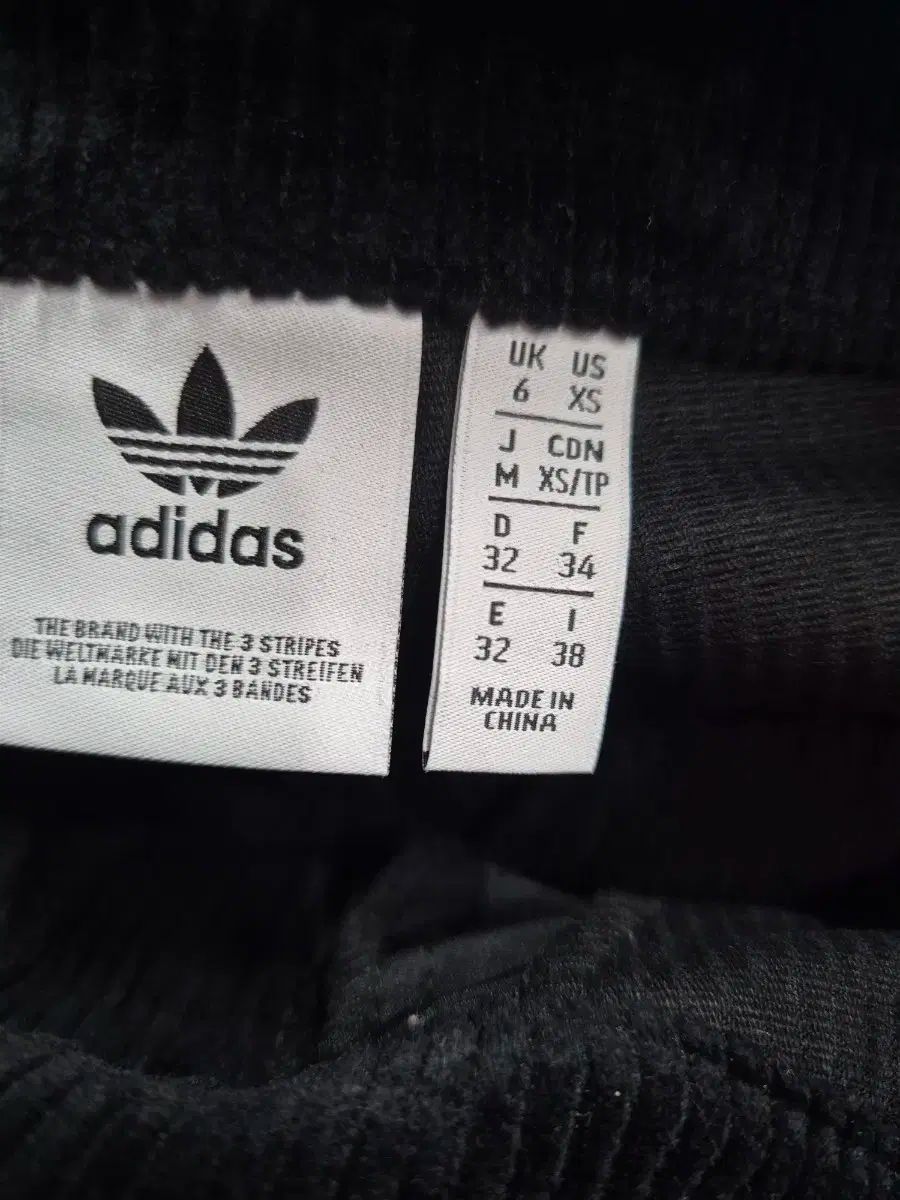 adidas
THE BRAND WITH THE 3 STRIPES
DIE WELTMARKE MIT DEN 3 STREIFEN
LA MARQUE AUX 3 BANDES
UK US
6 XS
J CDN
M XS/TP
D F
32 34
E I
32 38
MADE IN
CHINA